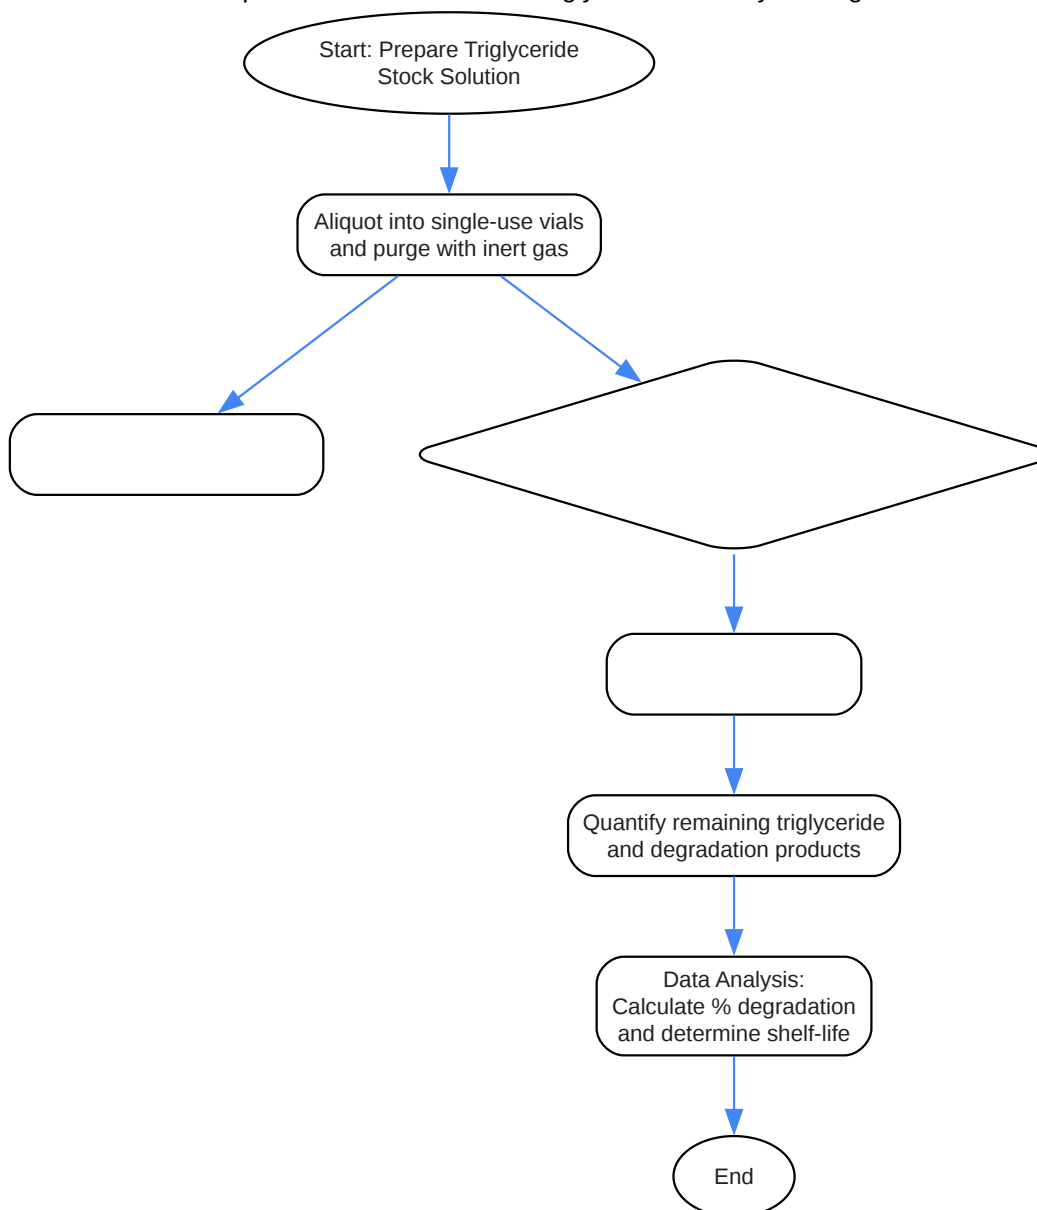 Start: Prepare Triglyceride
Stock Solution
Aliquot into single-use vials
and purge with inert gas
Quantify remaining triglyceride
and degradation products
Data Analysis:
Calculate % degradation
and determine shelf-life
End